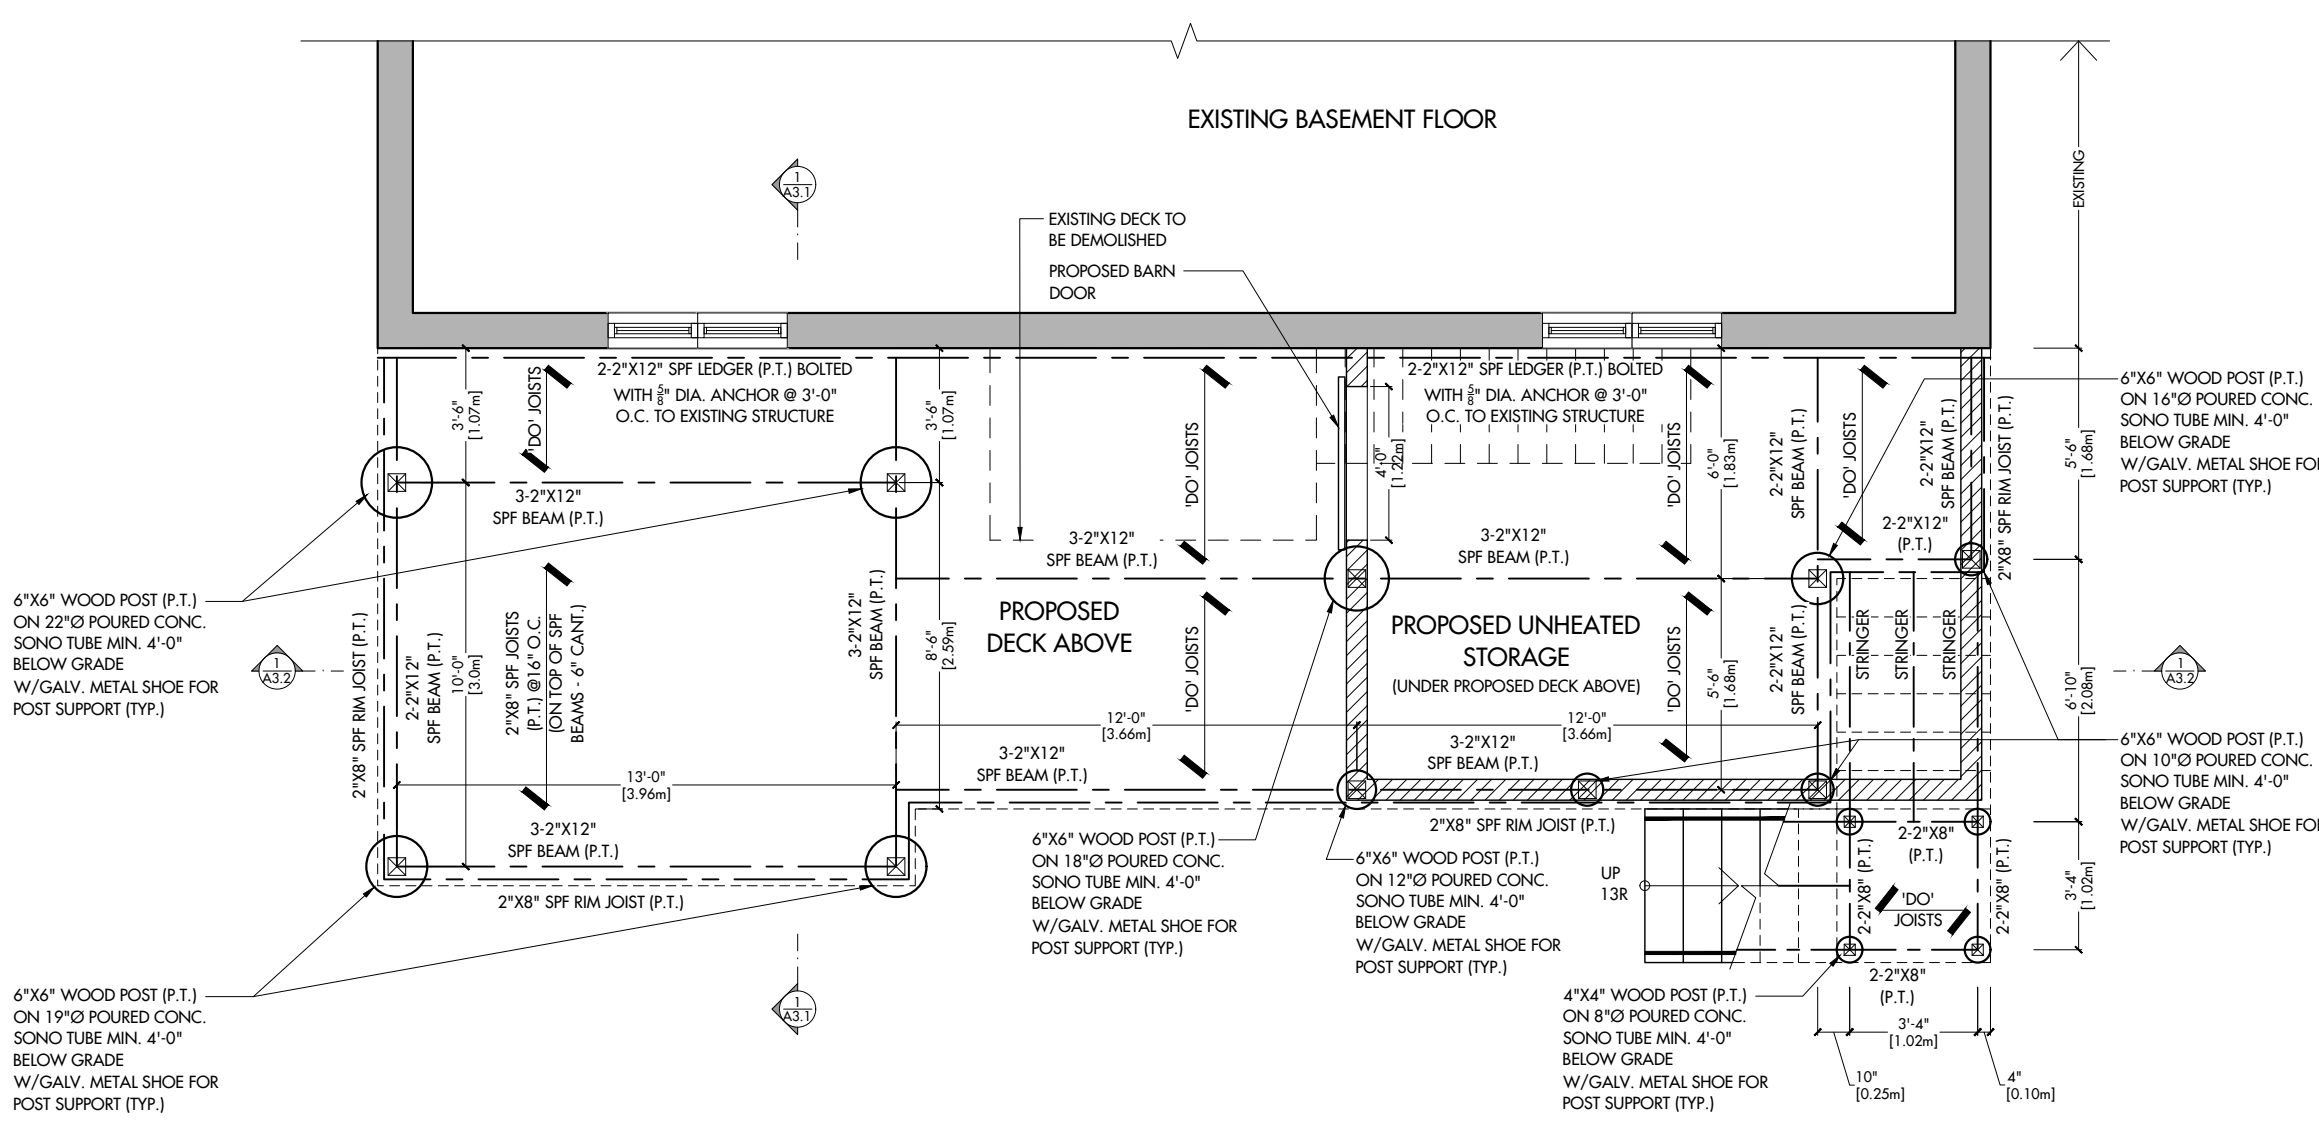 EXISTING BASEMENT FLOOR
EXISTING
1
A3.1
EXISTING DECK TO
BE DEMOLISHED
PROPOSED BARN
DOOR
2-2"X12" SPF LEDGER (P.T.) BOLTED
WITH 5/8" DIA. ANCHOR @ 3'-0"
O.C. TO EXISTING STRUCTURE
2-2"X12" SPF LEDGER (P.T.) BOLTED
WITH 5/8" DIA. ANCHOR @ 3'-0"
O.C. TO EXISTING STRUCTURE
3'-6"
[1.07m]
'DO' JOISTS
3'-6"
[1.07m]
'DO' JOISTS
4'-0"
[1.22m]
'DO' JOISTS
6'-0"
[1.83m]
2-2"X12"
SPF BEAM (P.T.)
'DO' JOISTS
2-2"X12"
SPF BEAM (P.T.)
2"X8" SPF RIM JOIST (P.T.)
5'-6"
[1.68m]
6"X6" WOOD POST (P.T.)
ON 16"Ø POURED CONC.
SONO TUBE MIN. 4'-0"
BELOW GRADE
W/GALV. METAL SHOE FOR
POST SUPPORT (TYP.)
3-2"X12"
SPF BEAM (P.T.)
3-2"X12"
SPF BEAM (P.T.)
3-2"X12"
SPF BEAM (P.T.)
2-2"X12"
(P.T.)
6"X6" WOOD POST (P.T.)
ON 22"Ø POURED CONC.
SONO TUBE MIN. 4'-0"
BELOW GRADE
W/GALV. METAL SHOE FOR
POST SUPPORT (TYP.)
1
A3.2
2"X8" SPF RIM JOIST (P.T.)
2-2"X12"
SPF BEAM (P.T.)
10'-0"
[3.0m]
2"X8" SPF JOISTS
(P.T.) @16" O.C.
(ON TOP OF SPF
BEAMS - 6" CANT.)
3-2"X12"
SPF BEAM (P.T.)
8'-6"
[2.59m]
PROPOSED
DECK ABOVE
'DO' JOISTS
PROPOSED UNHEATED
STORAGE
(UNDER PROPOSED DECK ABOVE)
'DO' JOISTS
5'-6"
[1.68m]
2-2"X12"
SPF BEAM (P.T.)
STRINGER
STRINGER
STRINGER
6'-10"
[2.08m]
1
A3.2
12'-0"
[3.66m]
12'-0"
[3.66m]
13'-0"
[3.96m]
3-2"X12"
SPF BEAM (P.T.)
3-2"X12"
SPF BEAM (P.T.)
3-2"X12"
SPF BEAM (P.T.)
6"X6" WOOD POST (P.T.)
ON 10"Ø POURED CONC.
SONO TUBE MIN. 4'-0"
BELOW GRADE
W/GALV. METAL SHOE FOR
POST SUPPORT (TYP.)
2"X8" SPF RIM JOIST (P.T.)
2"X8" SPF RIM JOIST (P.T.)
6"X6" WOOD POST (P.T.)
ON 18"Ø POURED CONC.
SONO TUBE MIN. 4'-0"
BELOW GRADE
W/GALV. METAL SHOE FOR
POST SUPPORT (TYP.)
6"X6" WOOD POST (P.T.)
ON 12"Ø POURED CONC.
SONO TUBE MIN. 4'-0"
BELOW GRADE
W/GALV. METAL SHOE FOR
POST SUPPORT (TYP.)
UP
13R
2-2"X8"
(P.T.)
2-2"X8" (P.T.)
'DO'
JOISTS
2-2"X8" (P.T.)
3'-4"
[1.02m]
2-2"X8"
(P.T.)
6"X6" WOOD POST (P.T.)
ON 19"Ø POURED CONC.
SONO TUBE MIN. 4'-0"
BELOW GRADE
W/GALV. METAL SHOE FOR
POST SUPPORT (TYP.)
1
A3.1
4"X4" WOOD POST (P.T.)
ON 8"Ø POURED CONC.
SONO TUBE MIN. 4'-0"
BELOW GRADE
W/GALV. METAL SHOE FOR
POST SUPPORT (TYP.)
3'-4"
[1.02m]
10"
[0.25m]
4"
[0.10m]